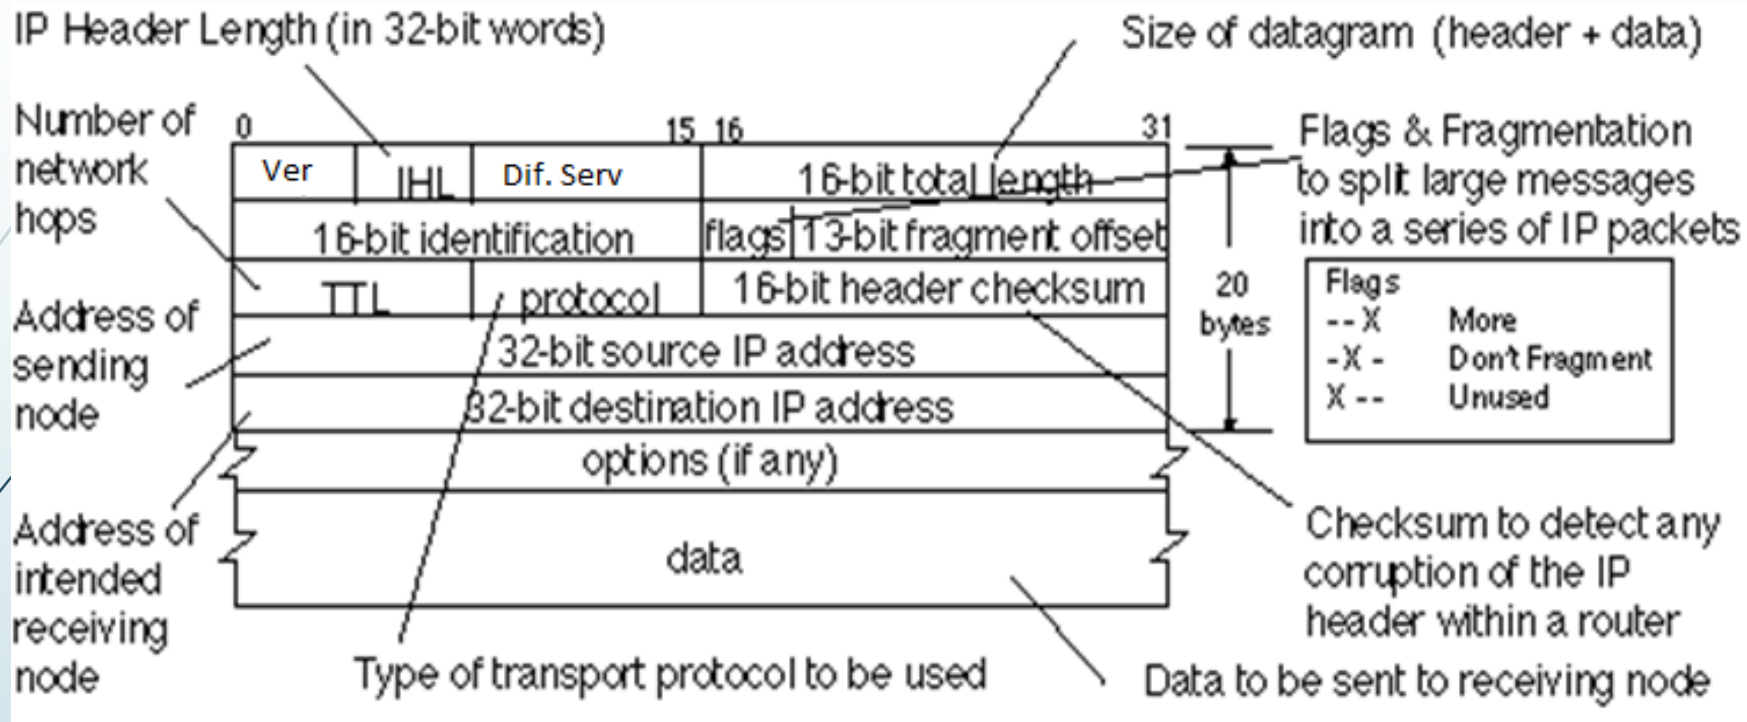 IP Header Length (in 32-bit words)
Size of datagram (header + data)
Number of
network
hops
0
15 16
31
Flags & Fragmentation
to split large messages
into a series of IP packets
Ver
IHL
Dif. Serv
16-bit total length
16-bit identification
flags
13-bit fragment offset
TTL
protocol
16-bit header checksum
20
bytes
Flags
--X More
-X- Don't Fragment
X-- Unused
Address of
sending
node
32-bit source IP address
32-bit destination IP address
options (if any)
Address of
intended
receiving
node
data
Checksum to detect any
corruption of the IP
header within a router
Type of transport protocol to be used
Data to be sent to receiving node